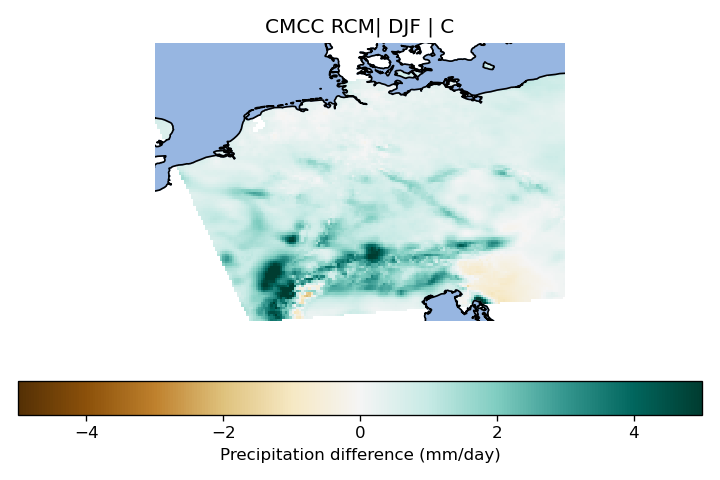 CMCC RCM| DJF | C
−4 −2 0 2 4
Precipitation difference (mm/day)